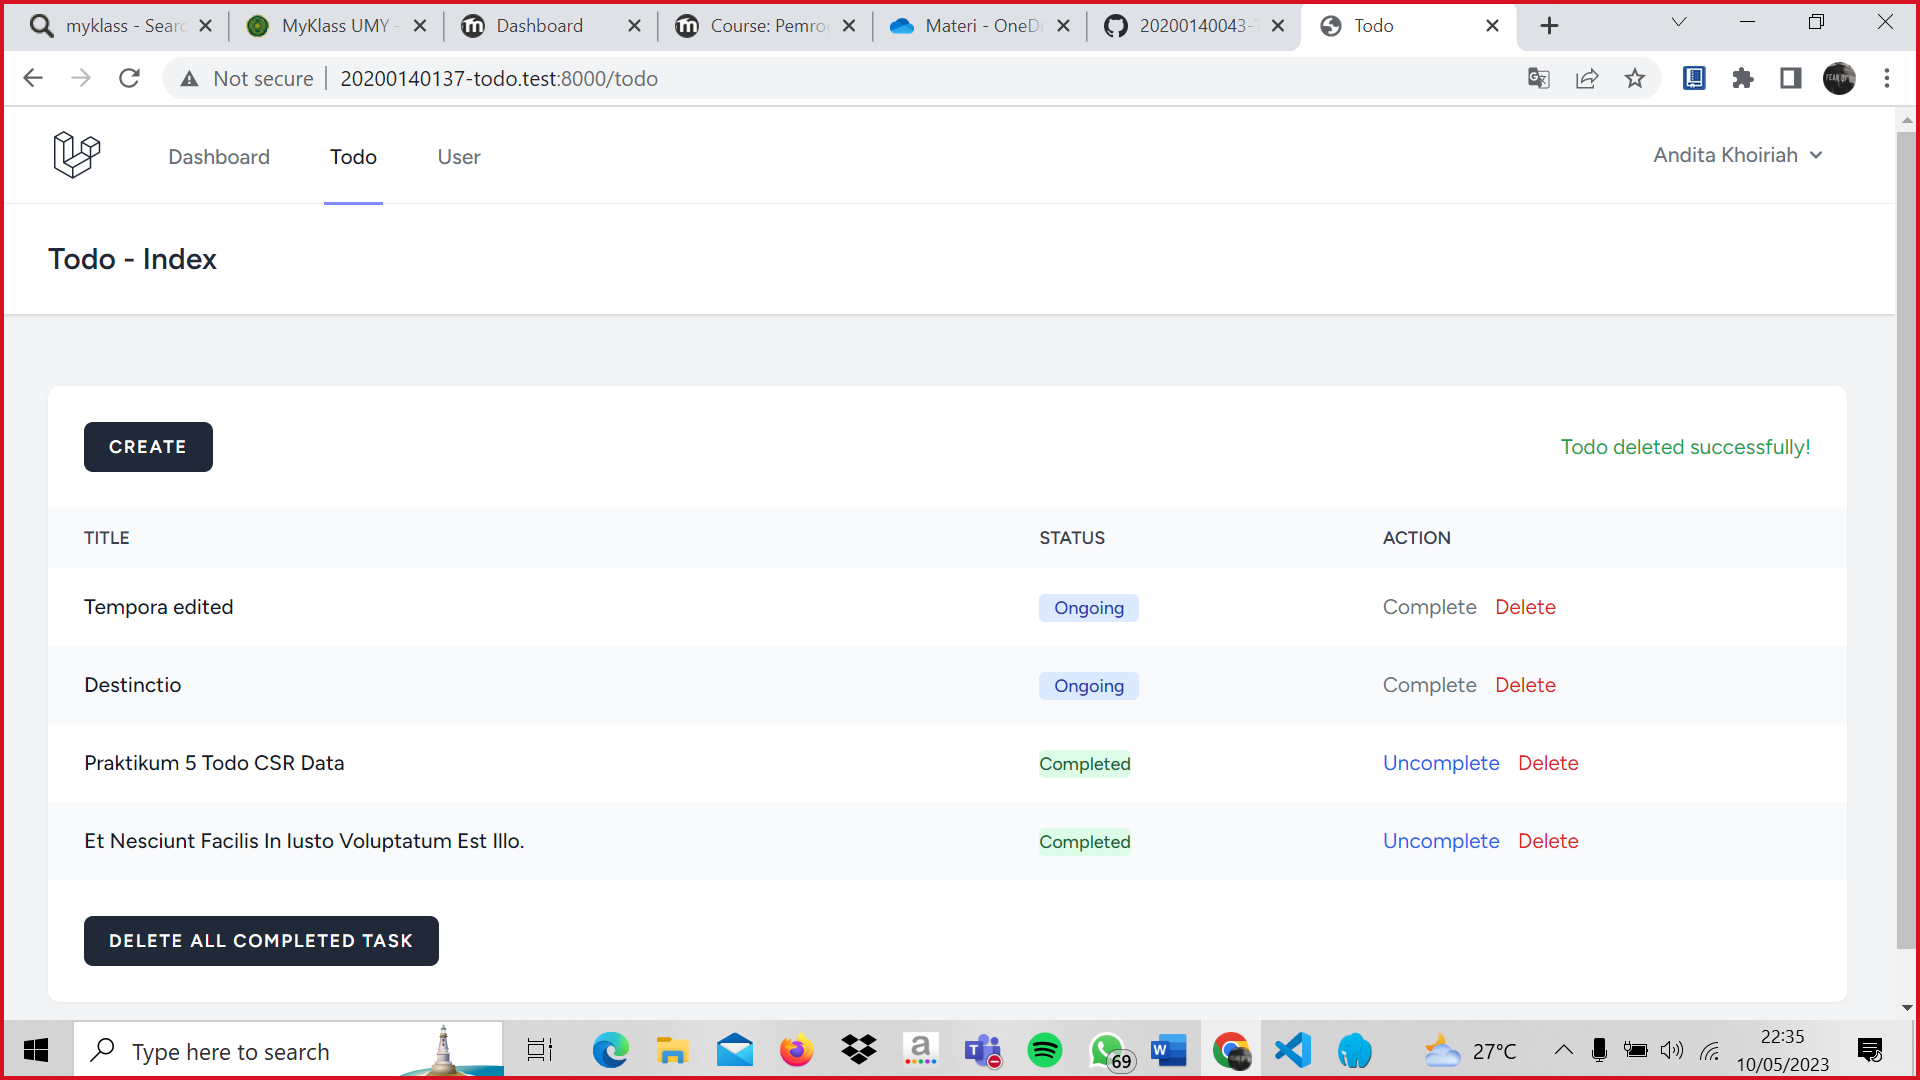 myklass - Searc
MyKlass UMY -
Dashboard
Course: Pemro
Materi - OneDr
20200140043-
Todo
Not secure 20200140137-todo.test:8000/todo
Dashboard Todo User Andita Khoiriah
Todo - Index
CREATE Todo deleted successfully!
TITLE STATUS ACTION
Tempora edited Ongoing Complete Delete
Destinctio Ongoing Complete Delete
Praktikum 5 Todo CSR Data Completed Uncomplete Delete
Et Nesciunt Facilis In Iusto Voluptatum Est Illo. Completed Uncomplete Delete
DELETE ALL COMPLETED TASK
Type here to search 69 27°C 22:35
10/05/2023